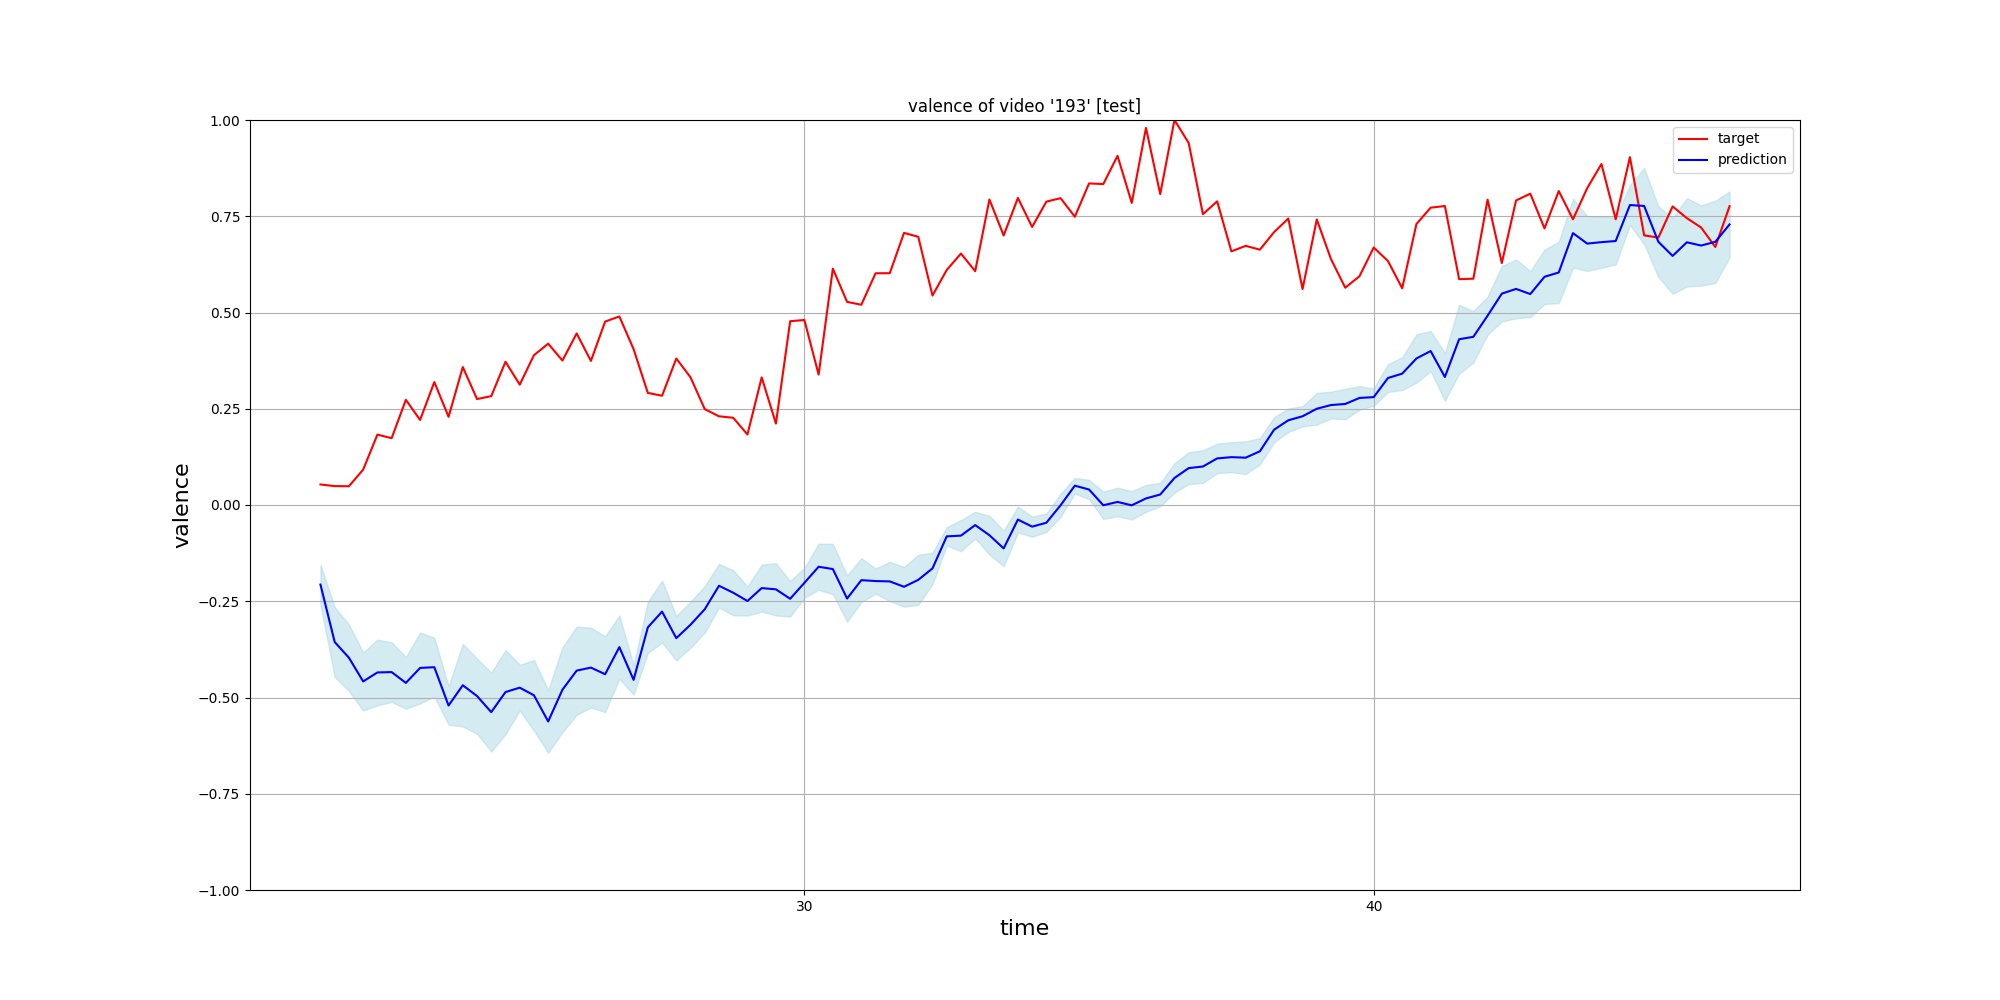 valence of video '193' [test]
target
prediction
1.00
0.75
0.50
0.25
0.00
−0.25
−0.50
−0.75
−1.00
valence
30
40
time